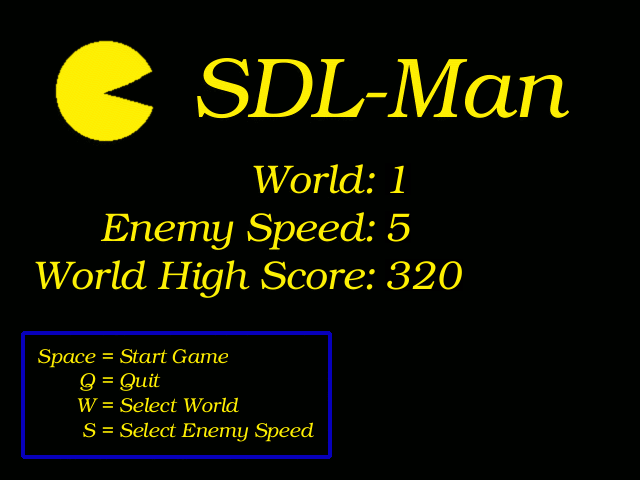 SDL-Man
World: 1
Enemy Speed: 5
World High Score: 320
Space = Start Game
Q = Quit
W = Select World
S = Select Enemy Speed